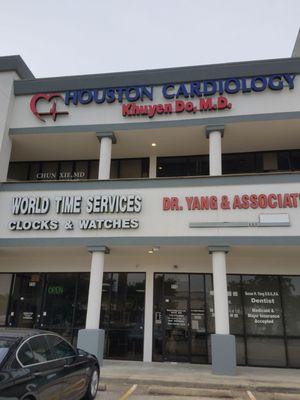 HOUSTON CARDIOLOGY
Khuyen Do, M.D.
CHUN XIE, MD
WORLD TIME SERVICES
CLOCKS & WATCHES
DR. YANG & ASSOCIAT
OPEN
Dentist
Medicaid &
Major Insurance
Accepted